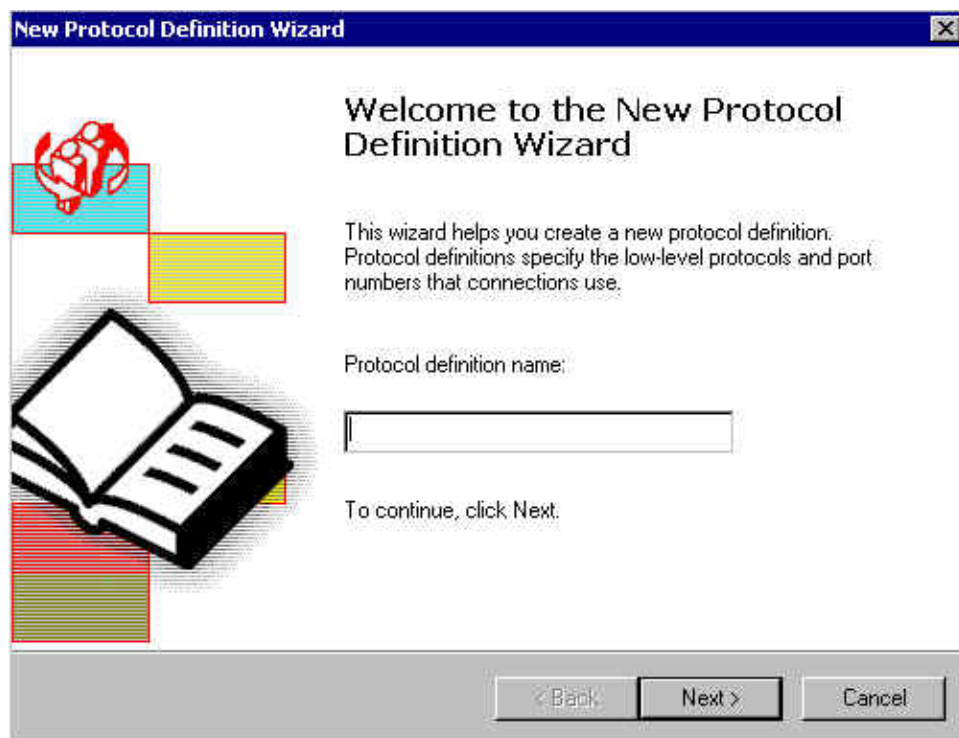 New Protocol Definition Wizard
Welcome to the New Protocol
Definition Wizard
This wizard helps you create a new protocol definition.
Protocol definitions specify the low-level protocols and port
numbers that connections use.
Protocol definition name:
To continue, click Next.
< Back
Next >
Cancel